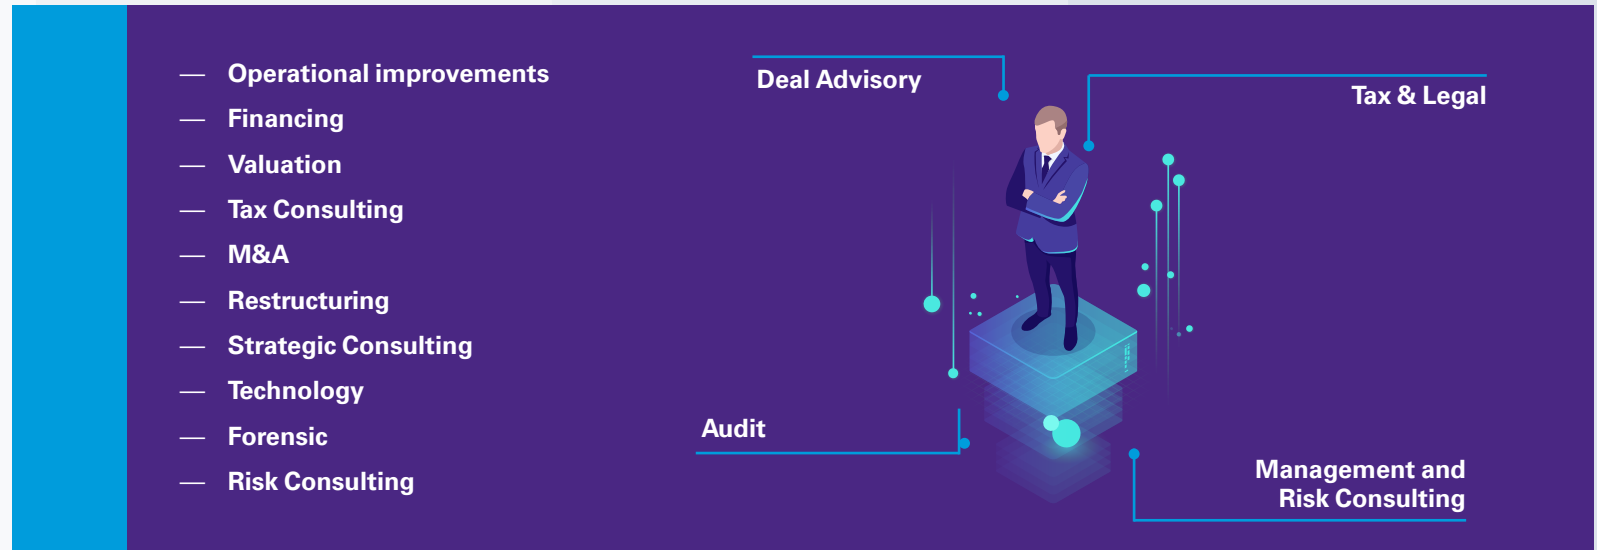 — Operational improvements
— Financing
— Valuation
— Tax Consulting
— M&A
— Restructuring
— Strategic Consulting
— Technology
— Forensic
— Risk Consulting
Deal Advisory
Tax & Legal
Audit
Management and
Risk Consulting